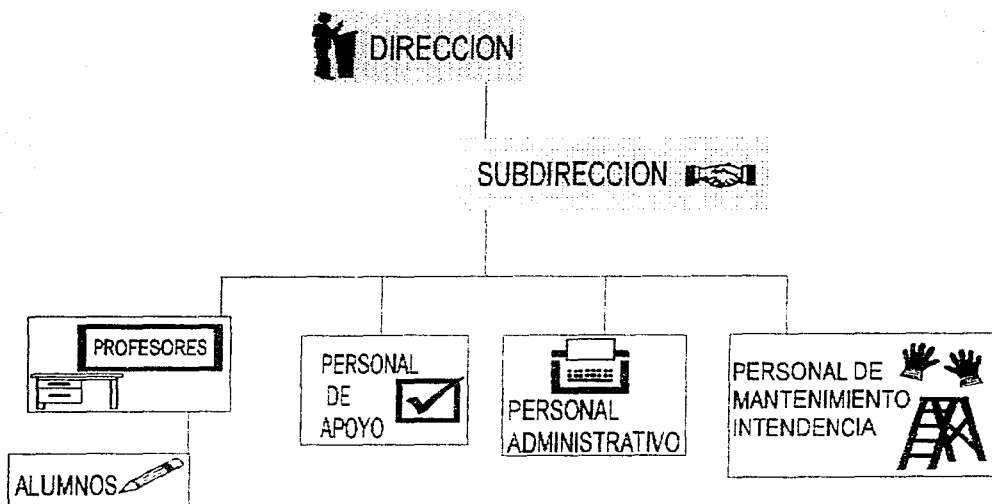 DIRECCION
SUBDIRECCION
PROFESORES
PERSONAL
DE
APOYO
PERSONAL
ADMINISTRATIVO
PERSONAL DE
MANTENIMIENTO
INTENDENCIA
ALUMNOS